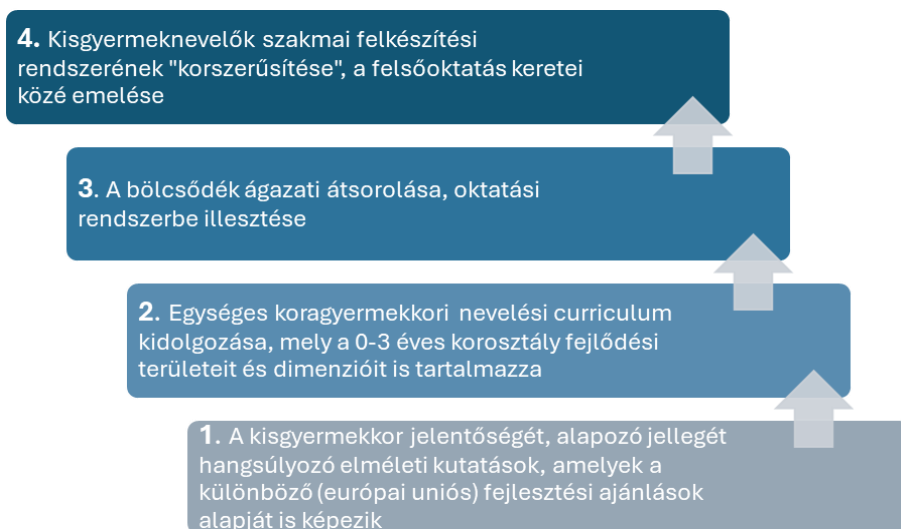 4. Kisgyermeknevelők szakmai felkészítési
rendszerének "korszerűsítése", a felsőoktatás keretei
közé emelése
3. A bölcsődék ágazati átsorolása, oktatási
rendszerbe illesztése
2. Egységes koragyermekkori nevelési curriculum
kidolgozása, mely a 0-3 éves korosztály fejlődési
területeit és dimenzióit is tartalmazza
1. A kisgyermekkor jelentőségét, alapozó jellegét
hangsúlyozó elméleti kutatások, amelyek a
különböző (európai uniós) fejlesztési ajánlások
alapját is képezik